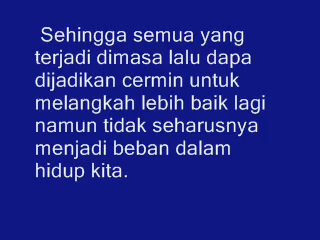 Sehingga semua yang
terjadi dimasa lalu dapa
dijadikan cermin untuk
melangkah lebih baik lagi
namun tidak seharusnya
menjadi beban dalam
hidup kita.